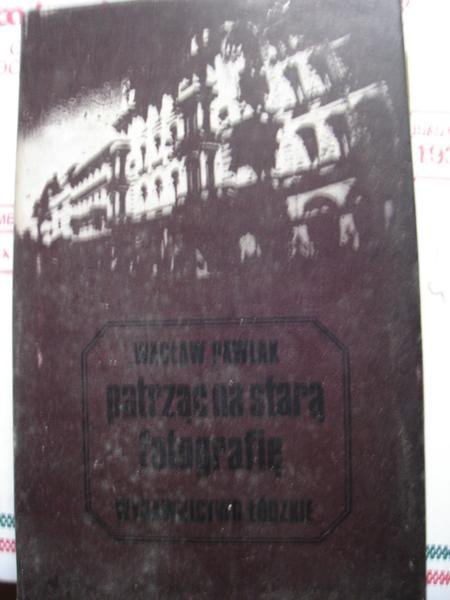 WACŁAW PAWLAK
patrząc na starą
fotografię
WYDAWNICTWO ŁÓDZKIE